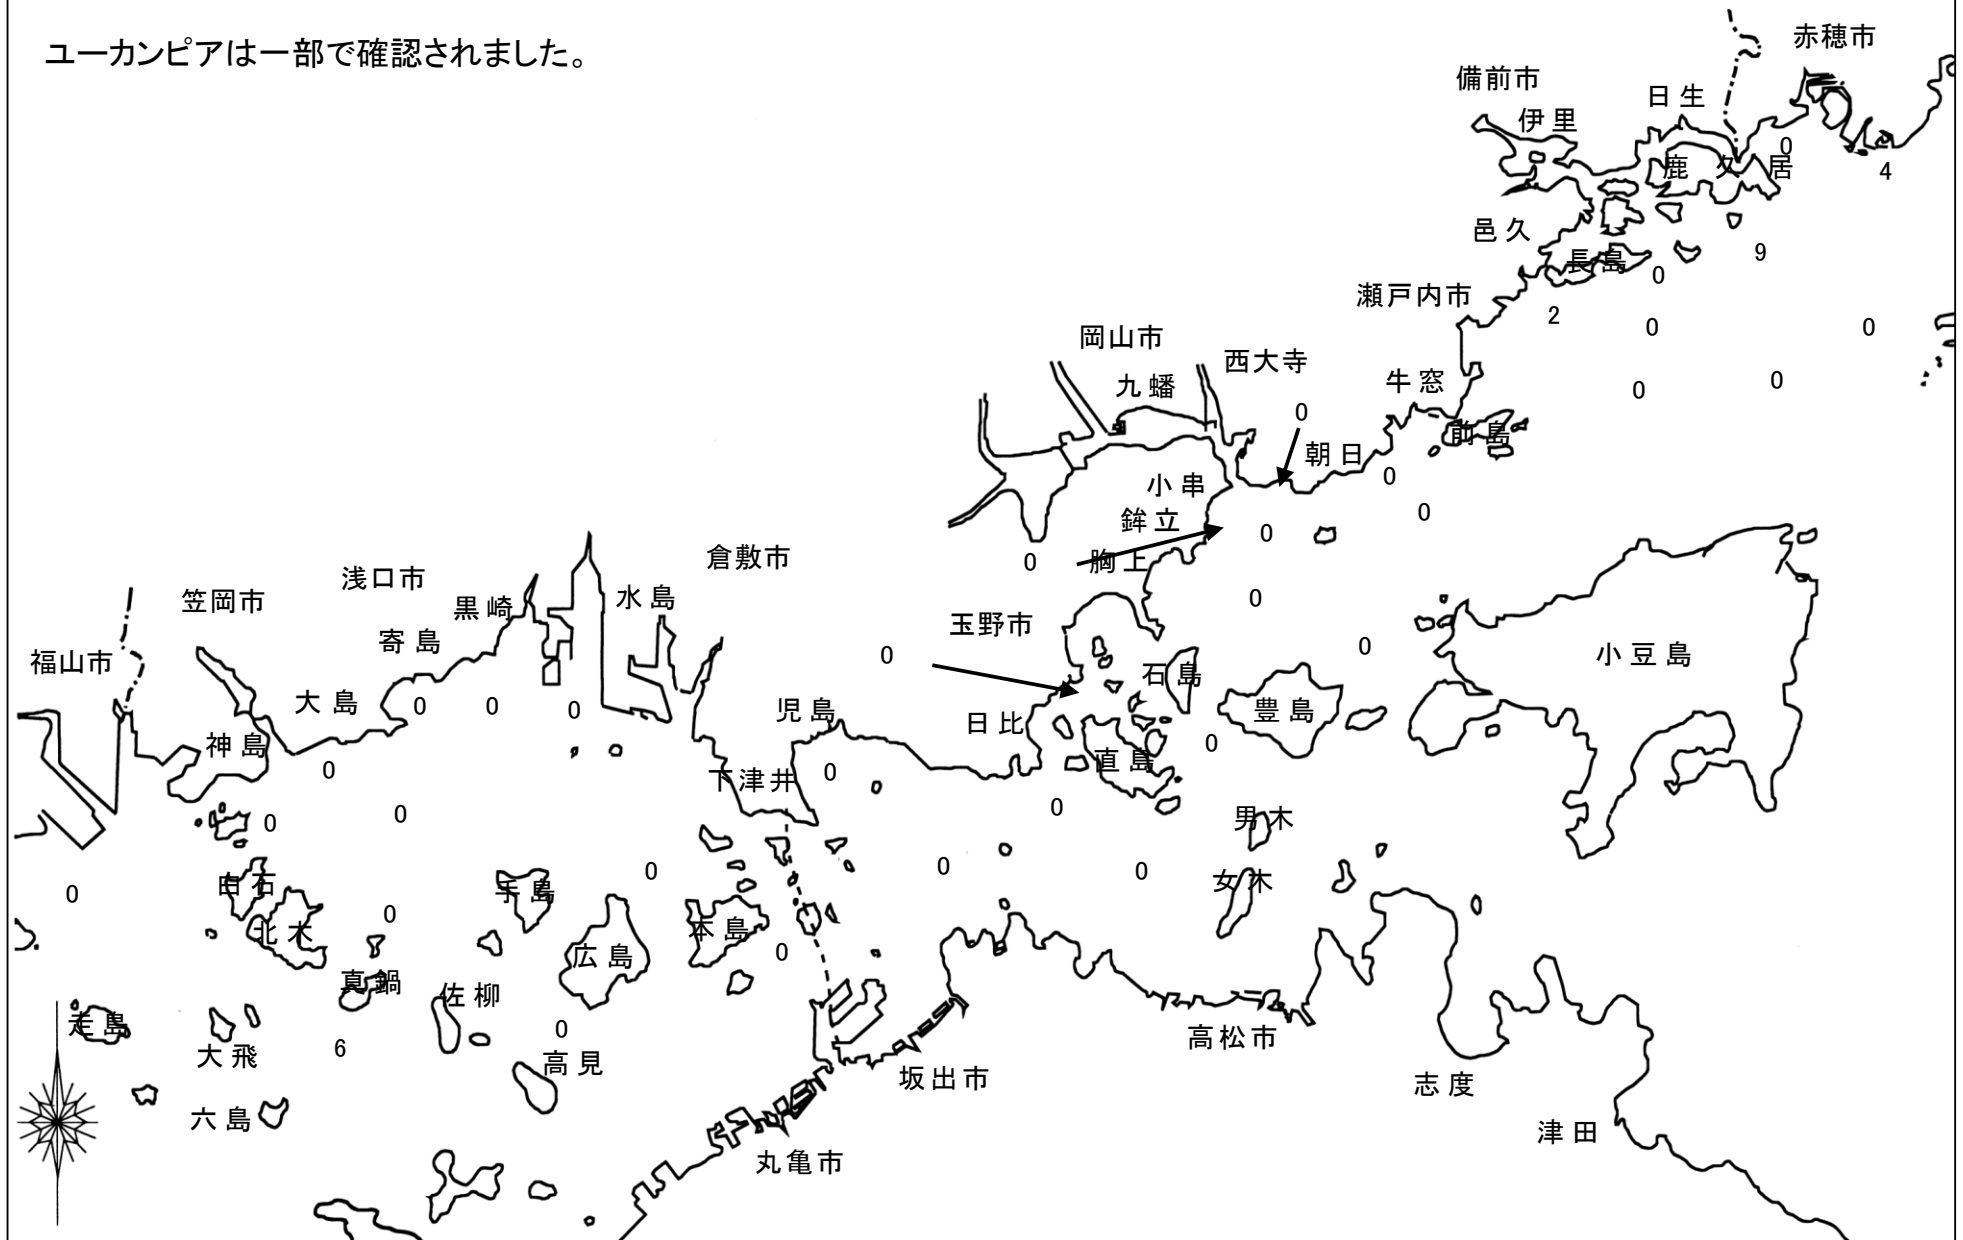 ユーカンピアは一部で確認されました。
赤穂市
備前市
日生
伊里
0
鹿久居
4
邑久
9
長島
0
瀬戸内市
2
0
0
岡山市
西大寺
0
0
牛窓
九蟠
0
前島
朝日
0
小串
0
鉾立
0
倉敷市
0
胸上
浅口市
水島
0
笠岡市
黒崎
玉野市
寄島
0
0
小豆島
福山市
石島
大島
0
0
0
児島
豊島
日比
神島
0
直島
0
下津井
0
0
0
男木
0
0
0
0
女木
白石
手島
0
0
本島
北木
0
広島
真鍋
佐柳
走島
0
高松市
6
大飛
高見
坂出市
志度
六島
津田
丸亀市